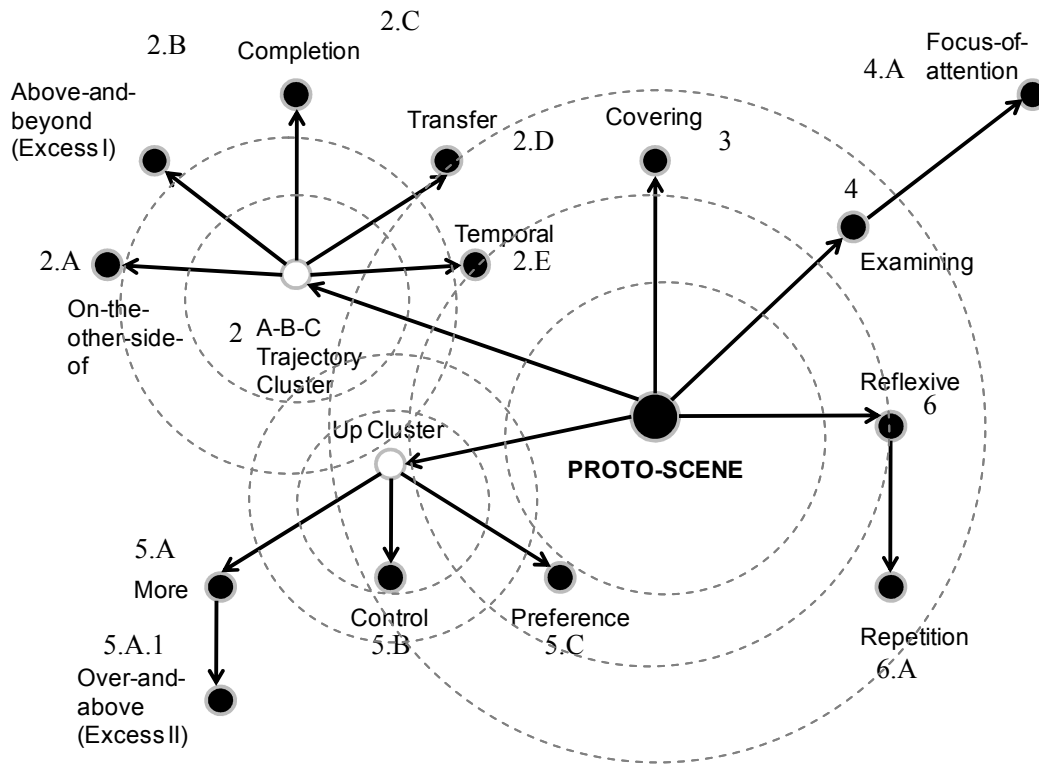 2.C
2.B
Completion
Focus-of-
attention
4.A
Above-and-
beyond
(Excess I)
Transfer
2.D
Covering
3
4
Temporal
2.E
Examining
2.A
On-the-
other-side-
of
2
A-B-C
Trajectory
Cluster
Reflexive
6
Up Cluster
PROTO-SCENE
5.A
More
Control
5.B
Preference
5.C
Repetition
6.A
5.A.1
Over-and-
above
(Excess II)